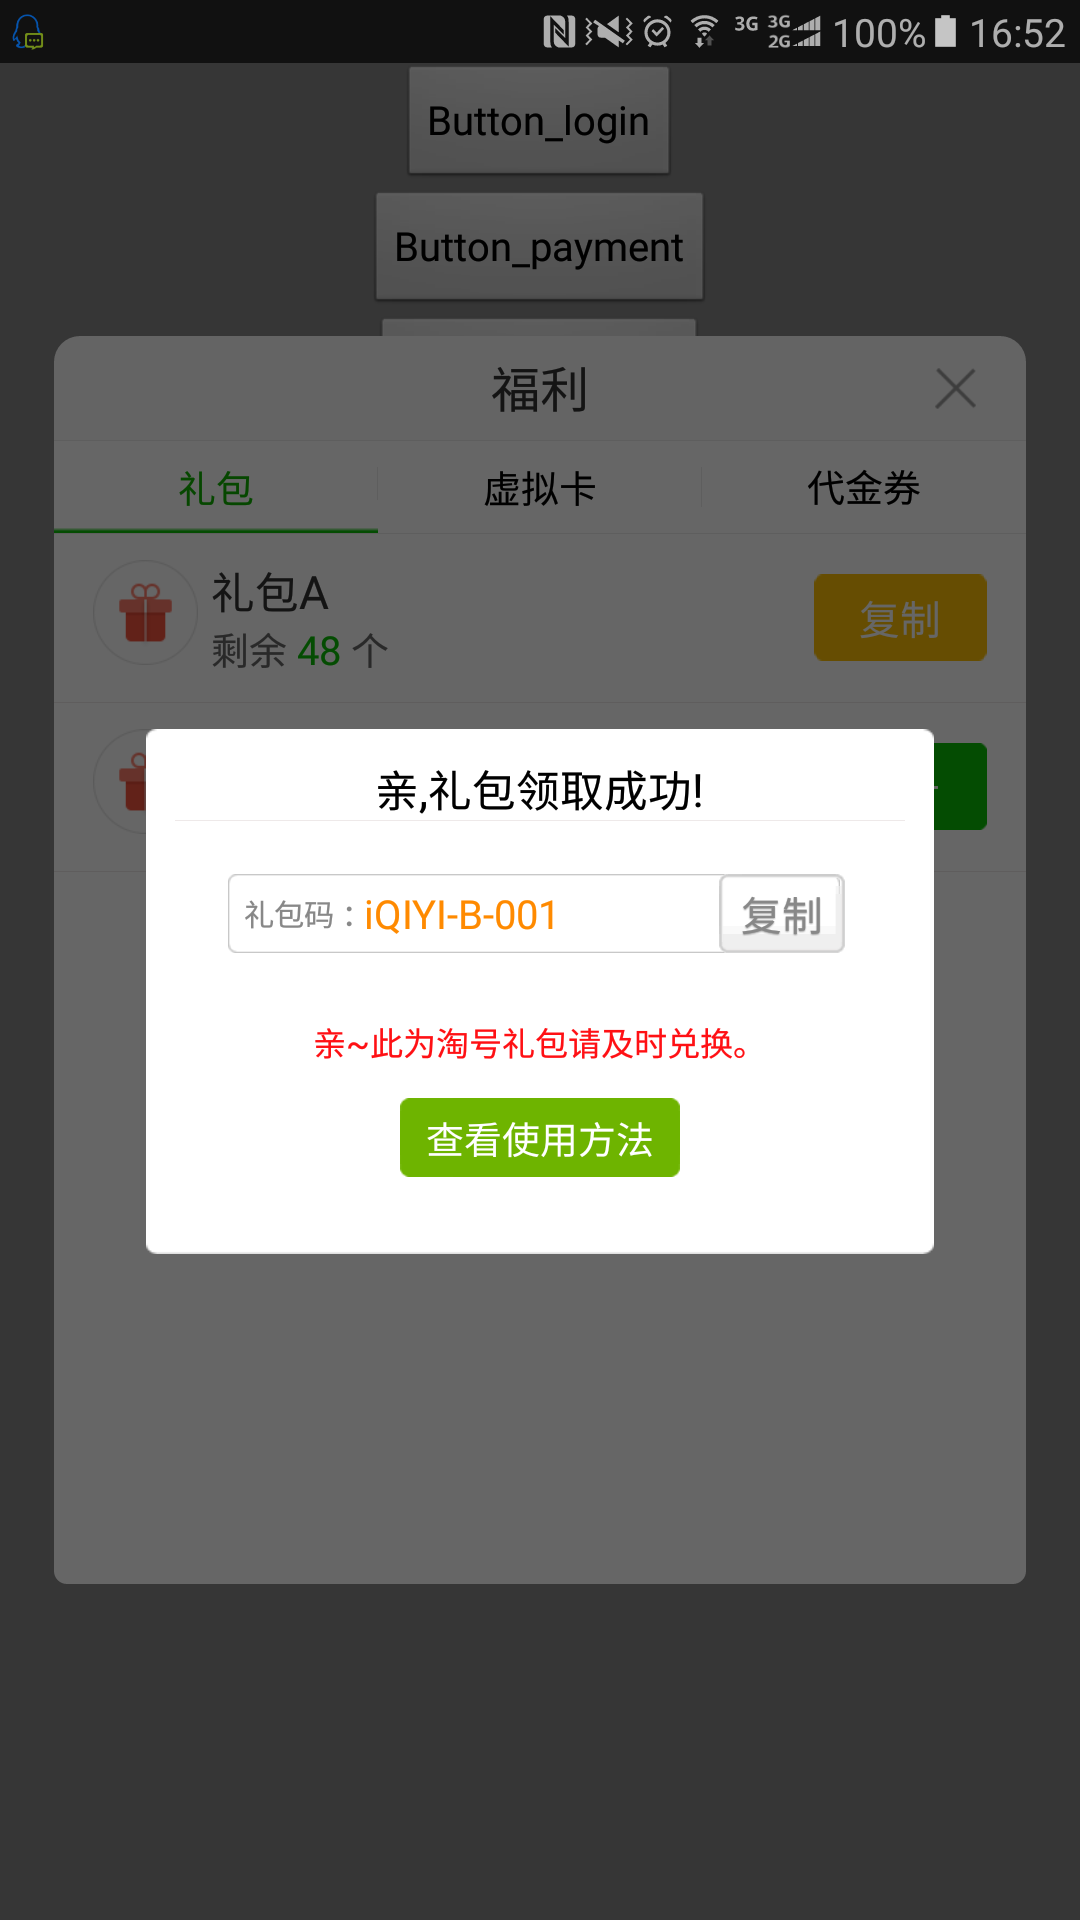 3G 3G 2G 100% 16:52
Button_login
Button_payment
福利
礼包 虚拟卡 代金券
礼包A
复制
剩余 48 个
亲,礼包领取成功!
礼包码：iQIYI-B-001 复制
亲~此为淘号礼包请及时兑换。
查看使用方法